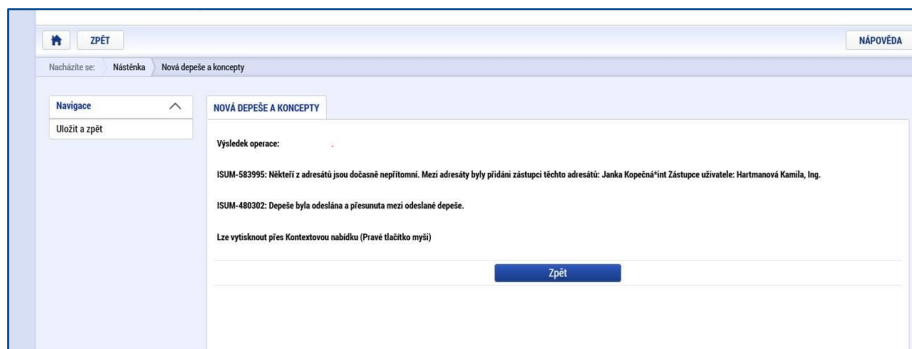 ZPĚT
NÁPOVĚDA
Nacházíte se: Nástěnka Nová depeše a koncepty
Navigace
Uložit a zpět
NOVÁ DEPEŠE A KONCEPTY
Výsledek operace: .
ISUM-583995: Někteří z adresátů jsou dočasně nepřítomní. Mezi adresáty byly přidáni zástupci těchto adresátů: Janka Kopečná*int Zástupce uživatele: Hartmanová Kamila, Ing.
ISUM-480302: Depeše byla odeslána a přesunuta mezi odeslané depeše.
Lze vytisknout přes Kontextovou nabídku (Pravé tlačítko myši)
Zpět